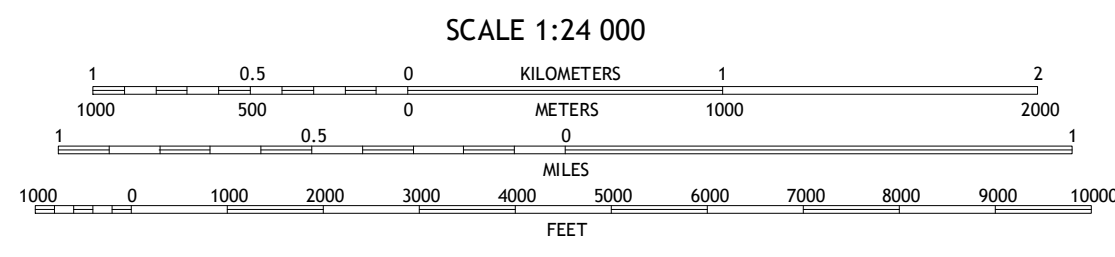 SCALE 1:24 000
1 0.5 0 KILOMETERS 1 2
1000 500 0 METERS 1000 2000
1 0.5 0 1
MILES
1000 0 1000 2000 3000 4000 5000 6000 7000 8000 9000 10000
FEET